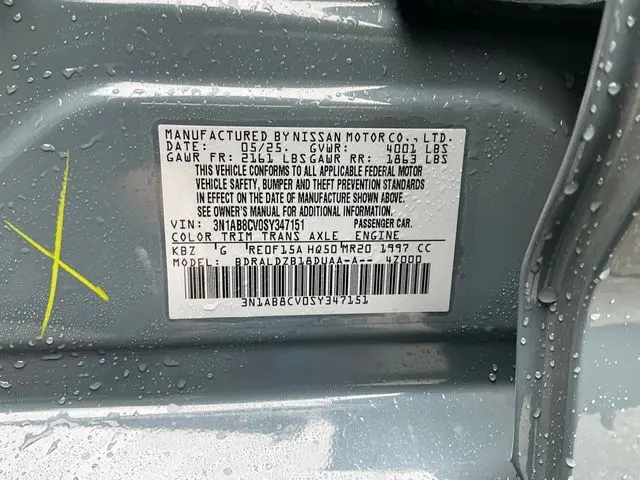 MANUFACTURED BY NISSAN MOTOR CO., LTD.
DATE: 05/25. GVWR: 4001 LBS
GAWR FR: 2161 LBS GAWR RR: 1863 LBS
THIS VEHICLE CONFORMS TO ALL APPLICABLE FEDERAL MOTOR
VEHICLE SAFETY, BUMPER AND THEFT PREVENTION STANDARDS
IN EFFECT ON THE DATE OF MANUFACTURE SHOWN ABOVE.
SEE OWNER'S MANUAL FOR ADDITIONAL INFORMATION.
VIN: 3N1AB8CV0SY347151 PASSENGER CAR.
COLOR TRIM TRANS AXLE ENGINE
KBZ G RE0F15A HQ50 MR20 1997 CC
MODEL: BDRALDZB18DUAA-A-- 4Z000
3N1AB8CV0SY347151